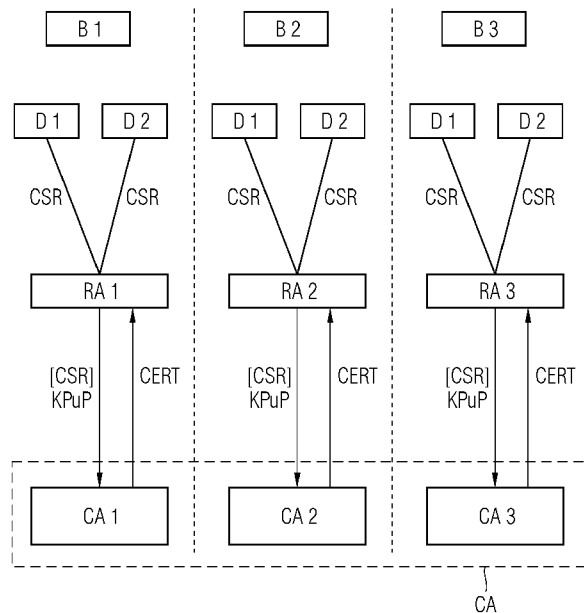 B 1 B 2 B 3
D 1 D 2 D 1 D 2 D 1 D 2
CSR CSR CSR CSR CSR CSR
RA 1 RA 2 RA 3
[CSR] CERT [CSR] CERT [CSR] CERT
KPuP KPuP KPuP
CA 1 CA 2 CA 3
CA